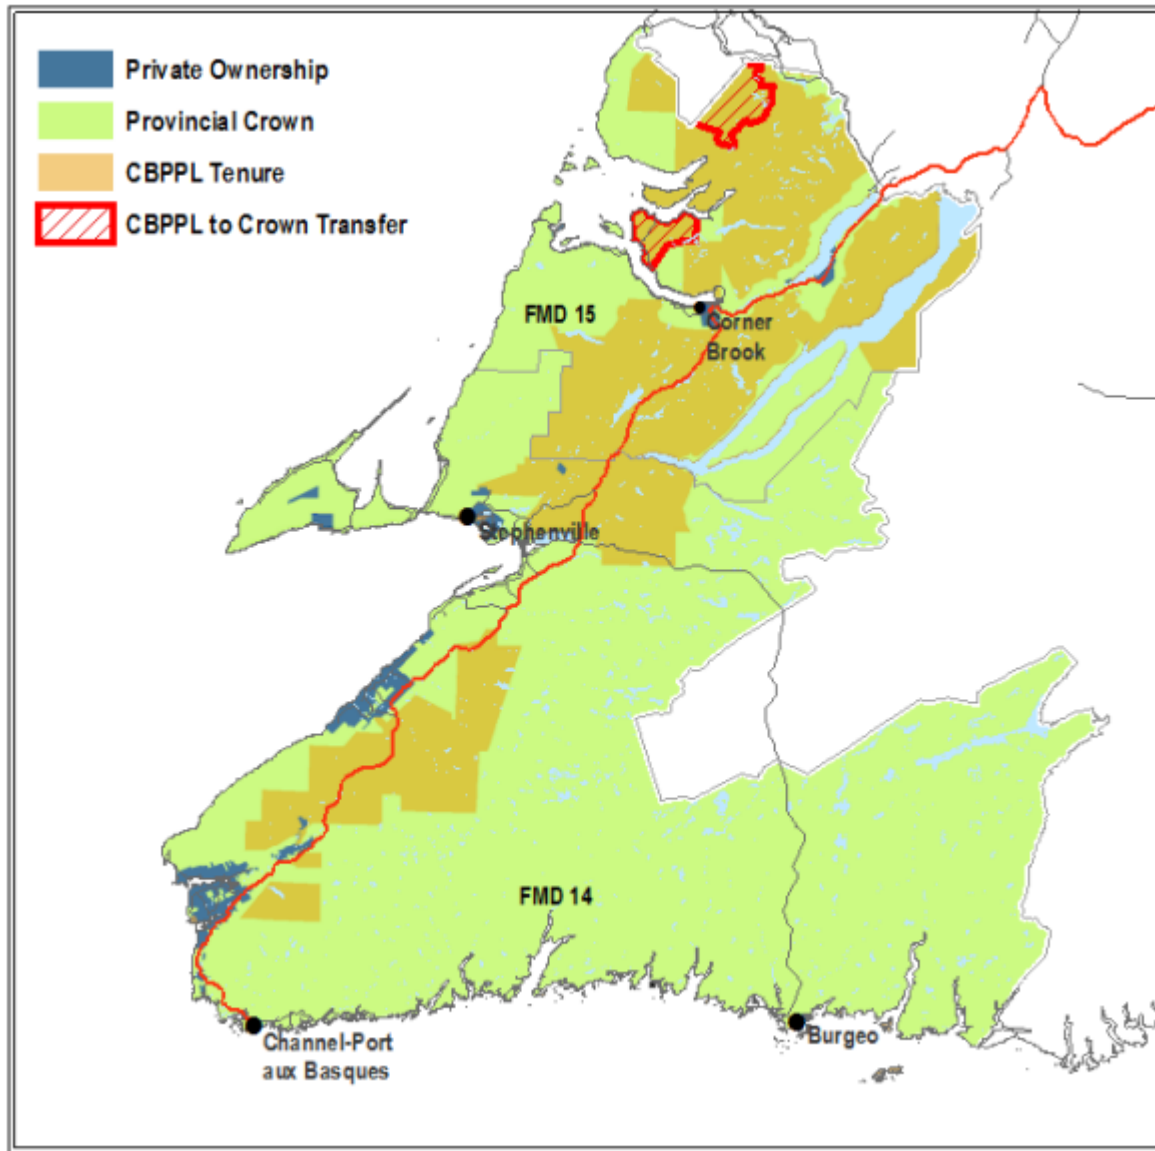 Private Ownership
Provincial Crown
CBPPL Tenure
CBPPL to Crown Transfer
FMD 15
Corner
Brook
Stephenville
FMD 14
Channel-Port
aux Basques
Burgeo